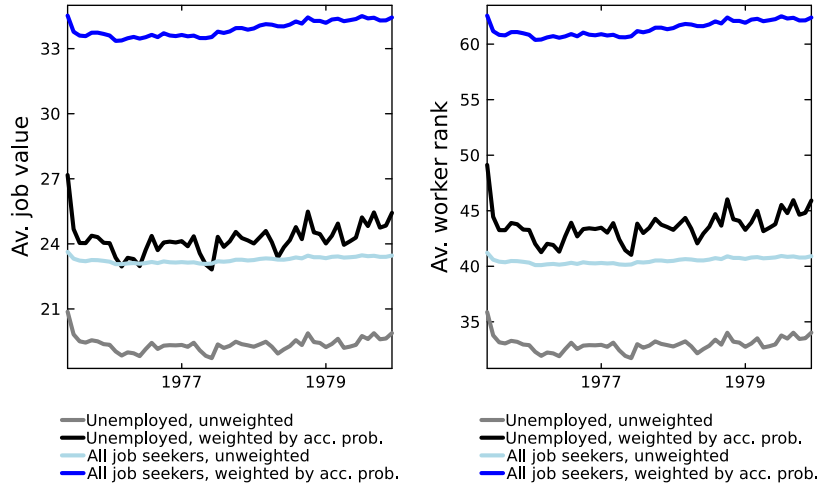 Av. job value
33
30
27
24
21
1977
1979
Unemployed, unweighted
Unemployed, weighted by acc. prob.
All job seekers, unweighted
All job seekers, weighted by acc. prob.
Av. worker rank
60
55
50
45
40
35
1977
1979
Unemployed, unweighted
Unemployed, weighted by acc. prob.
All job seekers, unweighted
All job seekers, weighted by acc. prob.